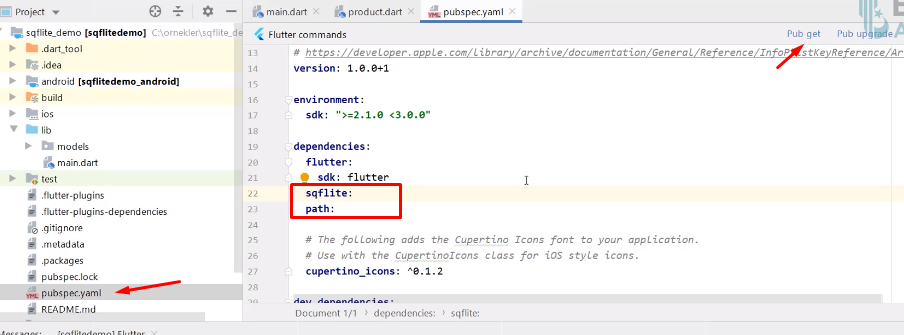 Project
sqflite_demo [sqflitedemo] C:\ornekler\sqflite_de
.dart_tool
.idea
android [sqflitedemo_android]
build
ios
lib
models
main.dart
test
.flutter-plugins
.flutter-plugins-dependencies
.gitignore
.metadata
.packages
pubspec.lock
pubspec.yaml
README.md
main.dart
product.dart
pubspec.yaml
Flutter commands
Pub get
Pub upgrade
13 # https://developer.apple.com/library/archive/documentation/General/Reference/InfoPlistKeyReference/Ar
14 version: 1.0.0+1
15
16 environment:
17 sdk: ">=2.1.0 <3.0.0"
18
19 dependencies:
20 flutter:
21 sdk: flutter
22 sqflite:
23 path:
24
25 # The following adds the Cupertino Icons font to your application.
26 # Use with the CupertinoIcons class for iOS style icons.
27 cupertino_icons: ^0.1.2
28
29 dev_dependencies:
Document 1/1 › dependencies: › sqflite:
Messages: [sqflitedemo] Flutter